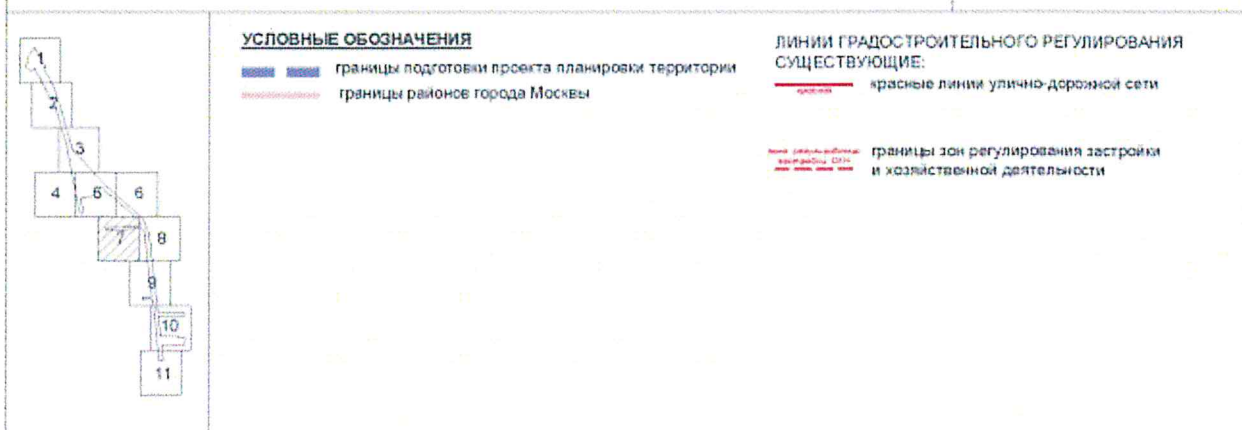 УСЛОВНЫЕ ОБОЗНАЧЕНИЯ
границы подготовки проекта планировки территории
границы районов города Москвы
ЛИНИИ ГРАДОСТРОИТЕЛЬНОГО РЕГУЛИРОВАНИЯ
СУЩЕСТВУЮЩИЕ:
красные линии улично-дорожной сети
границы зон регулирования застройки
и хозяйственной деятельности
1
2
3
4
5
6
7
8
9
10
11